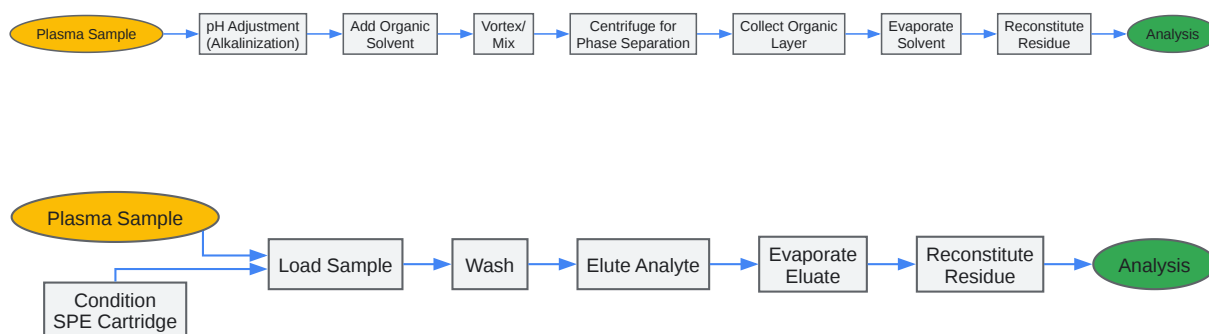 Plasma Sample
pH Adjustment
(Alkalinization)
Add Organic
Solvent
Vortex/
Mix
Centrifuge for
Phase Separation
Collect Organic
Layer
Evaporate
Solvent
Reconstitute
Residue
Analysis
Plasma Sample
Condition
SPE Cartridge
Load Sample
Wash
Elute Analyte
Evaporate
Eluate
Reconstitute
Residue
Analysis